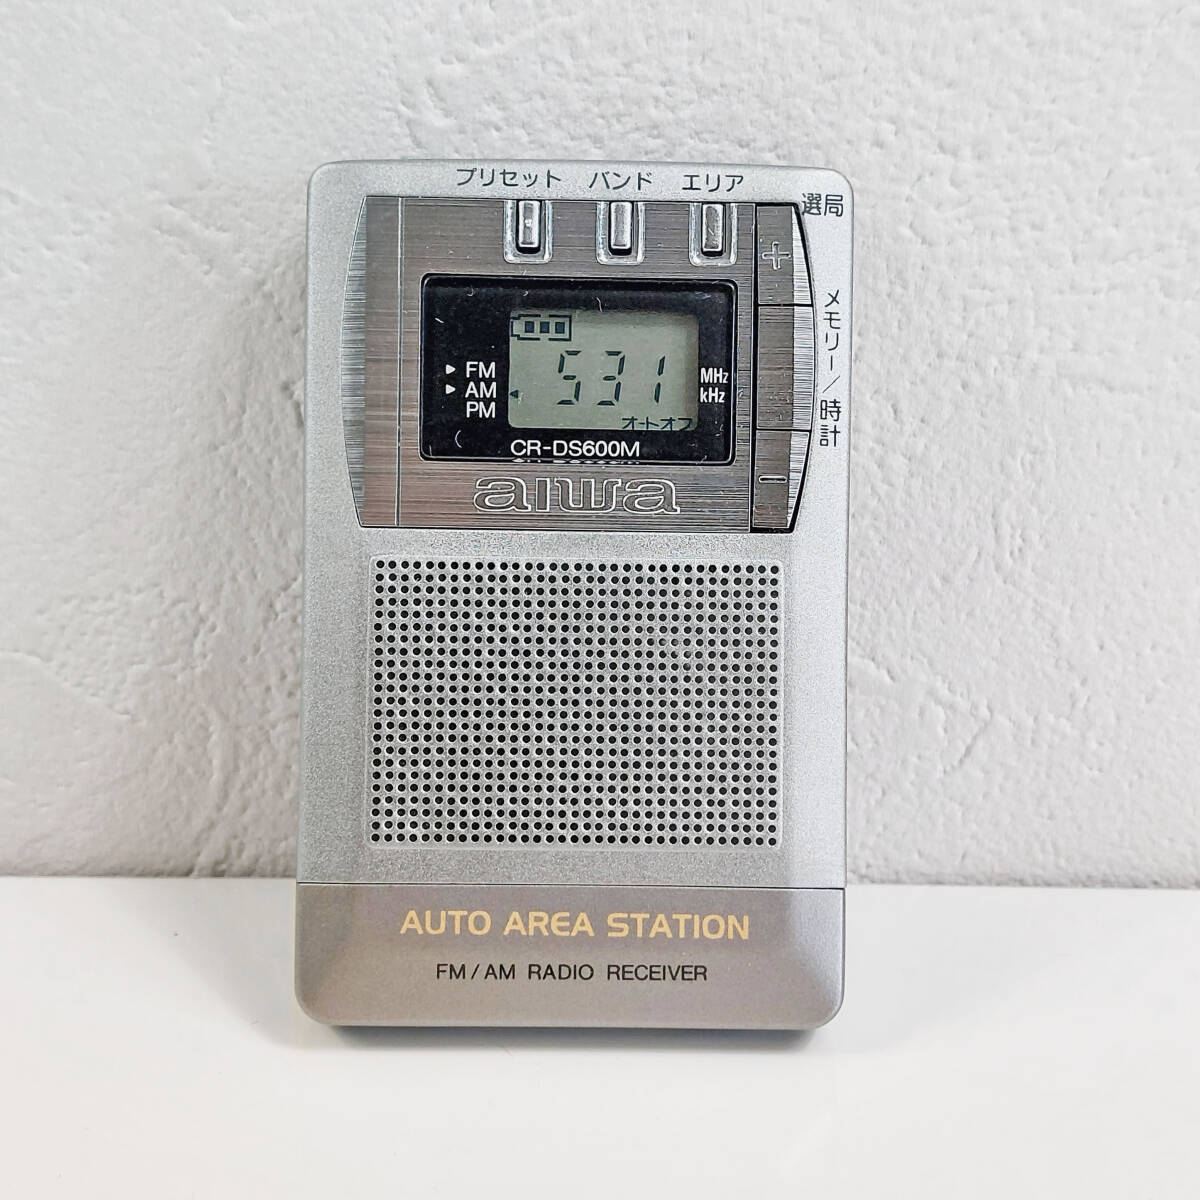 プリセット バンド エリア
選局
+
メモリー/時計
-
FM
AM
PM
531
MHz
kHz
オートオフ
CR-DS600M
aiwa
AUTO AREA STATION
FM/AM RADIO RECEIVER